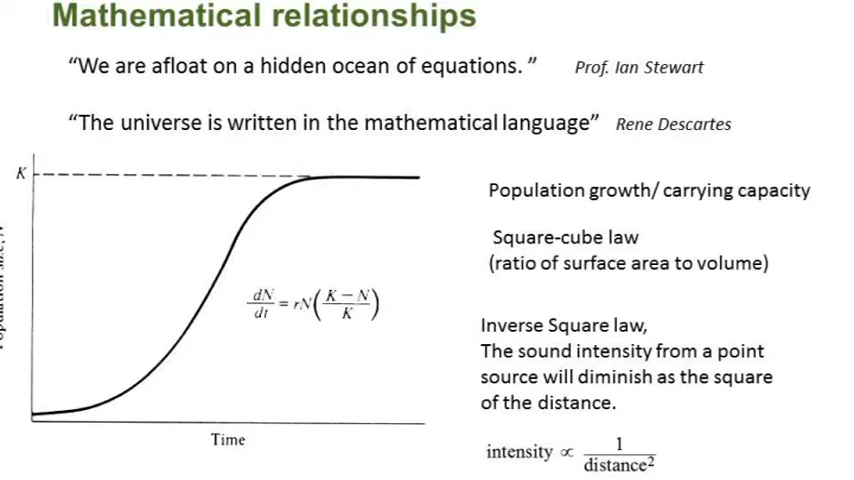 Mathematical relationships
“We are afloat on a hidden ocean of equations. ” Prof. Ian Stewart
“The universe is written in the mathematical language” Rene Descartes
K
Population growth/ carrying capacity
Square-cube law
(ratio of surface area to volume)
dN/dt = rN((K − N)/K)
Inverse Square law,
The sound intensity from a point
source will diminish as the square
of the distance.
Time
intensity ∝ 1/distance²